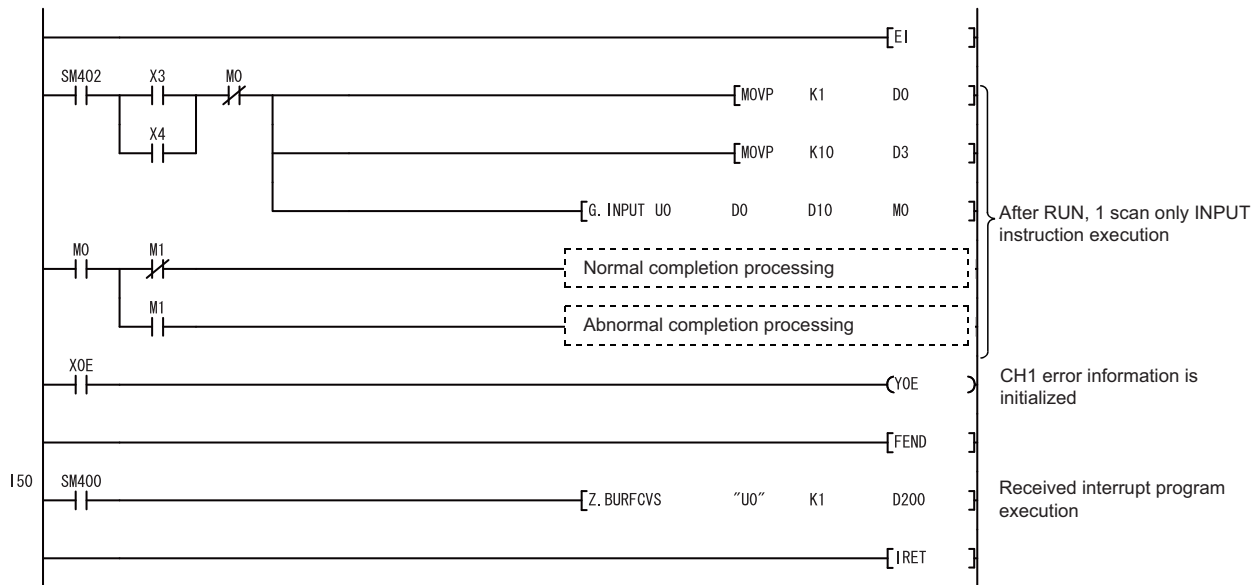 EI
SM402 X3 M0
MOVP K1 D0
X4
MOVP K10 D3
G. INPUT U0 D0 D10 M0
After RUN, 1 scan only INPUT
instruction execution
M0 M1
Normal completion processing
M1
Abnormal completion processing
X0E
Y0E
CH1 error information is
initialized
FEND
I50 SM400
Z. BURFCVS "U0" K1 D200
Received interrupt program
execution
IRET